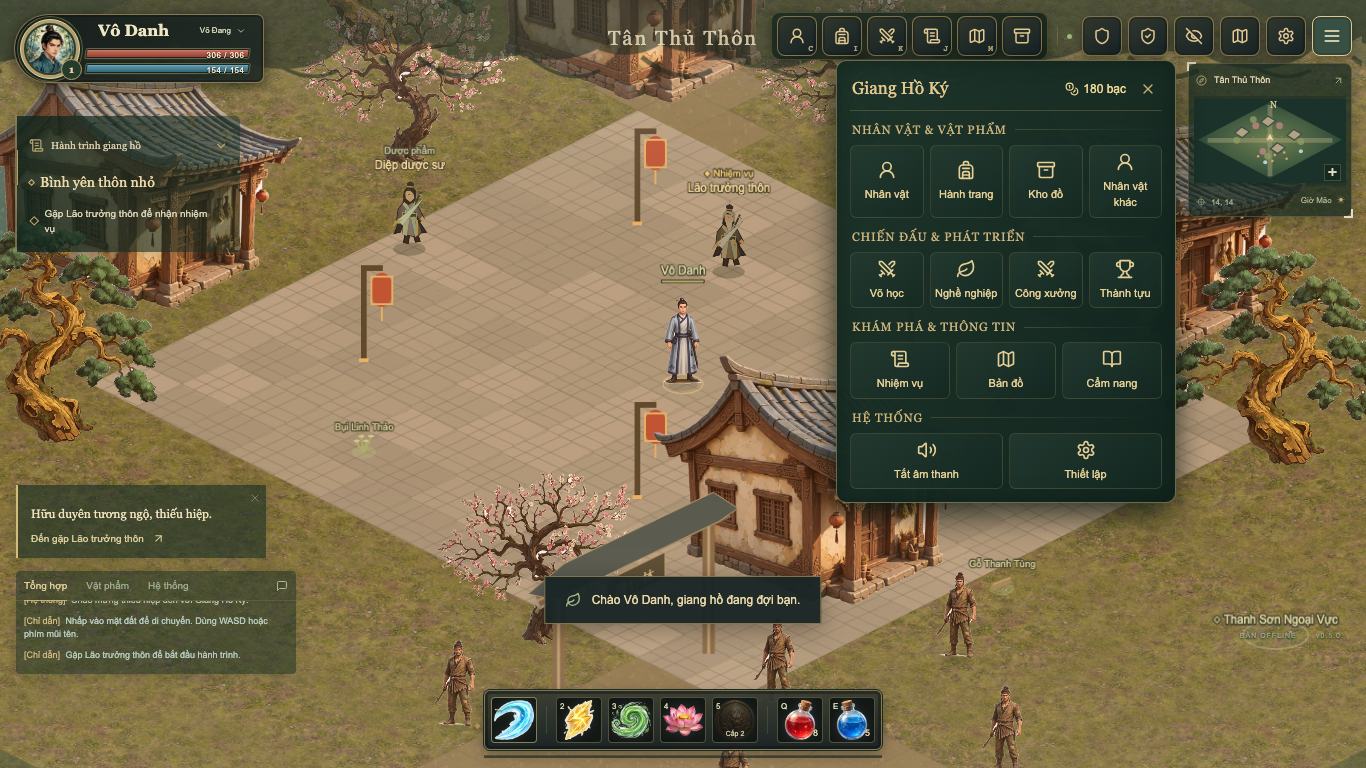 Vô Danh
Võ Đang
306 / 306
154 / 154
1
Tân Thủ Thôn
C
I
K
J
M
Hành trình giang hồ
Bình yên thôn nhỏ
Gặp Lão trưởng thôn để nhận nhiệm
vụ
Dược phẩm
Diệp dược sư
Nhiệm vụ
Lão trưởng thôn
Vô Danh
Bụi Linh Thảo
Giang Hồ Ký
180 bạc
NHÂN VẬT & VẬT PHẨM
Nhân vật
Hành trang
Kho đồ
Nhân vật
khác
CHIẾN ĐẤU & PHÁT TRIỂN
Võ học
Nghề nghiệp
Công xưởng
Thành tựu
KHÁM PHÁ & THÔNG TIN
Nhiệm vụ
Bản đồ
Cẩm nang
HỆ THỐNG
Tắt âm thanh
Thiết lập
Tân Thủ Thôn
N
14, 14
Giờ Mão
Hữu duyên tương ngộ, thiếu hiệp.
Đến gặp Lão trưởng thôn
Tổng hợp
Vật phẩm
Hệ thống
[Chỉ dẫn] Nhấp vào mặt đất để di chuyển. Dùng WASD hoặc
phím mũi tên.
[Chỉ dẫn] Gặp Lão trưởng thôn để bắt đầu hành trình.
Chào Vô Danh, giang hồ đang đợi bạn.
Gỗ Thanh Tùng
Thanh Sơn Ngoại Vực
BẢN OFFLINE v0.5.0
2
3
4
5
Cấp 2
Q
8
E
5